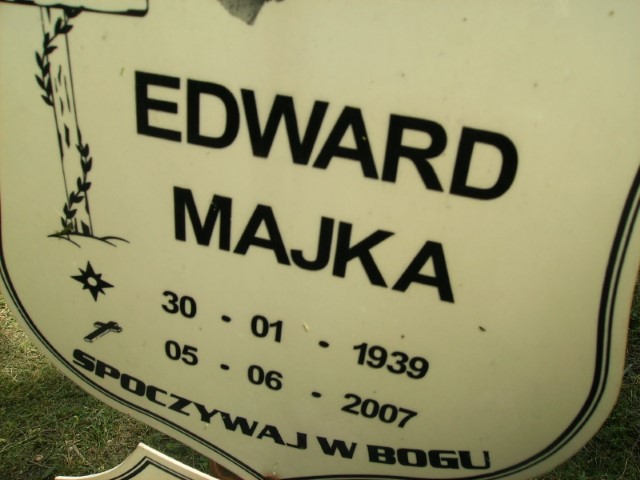 EDWARD
MAJKA
30 · 01 · 1939
05 · 06 · 2007
SPOCZYWAJ W BOGU